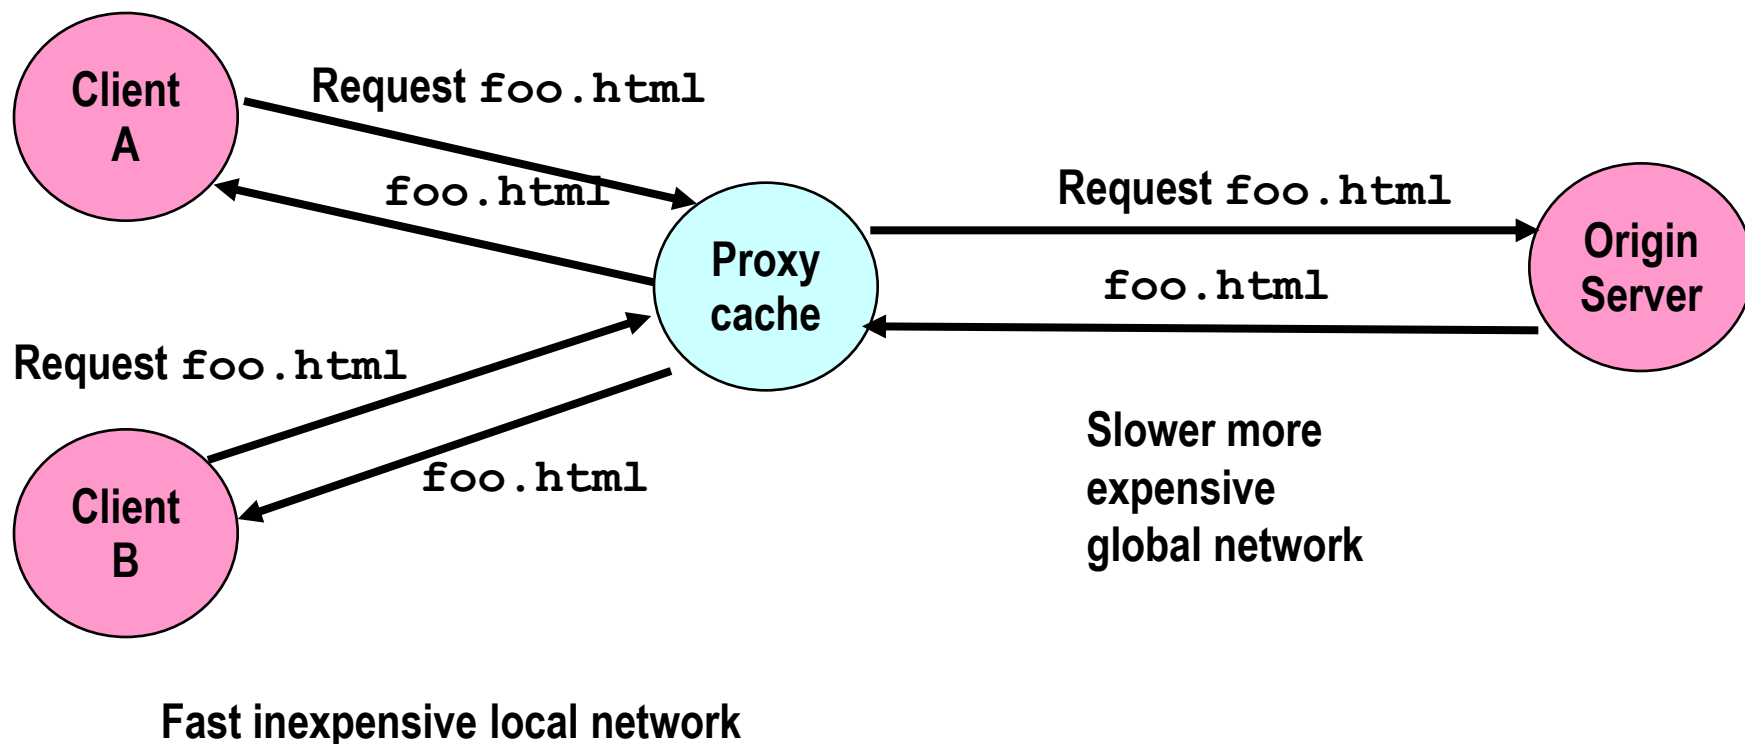 Client
A
Request foo.html
foo.html
Request foo.html
foo.html
Proxy
cache
Origin
Server
Request foo.html
foo.html
Client
B
Slower more
expensive
global network
Fast inexpensive local network